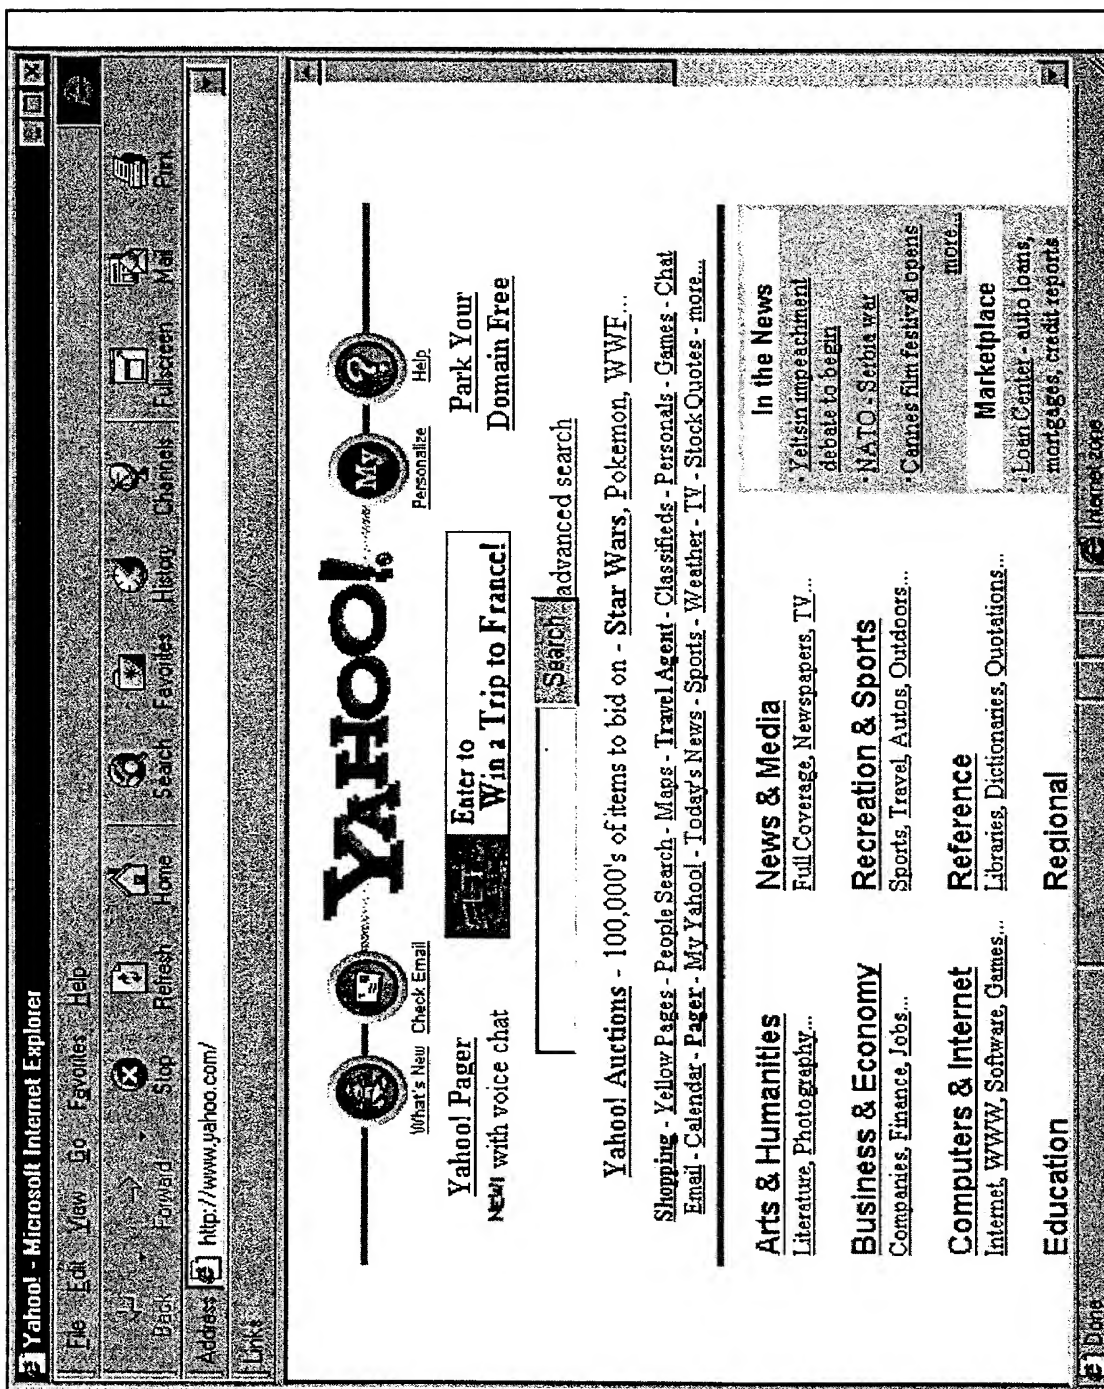 Yahoo! - Microsoft Internet Explorer
File Edit View Go Favorites Help
Back Forward Stop Refresh Home Search Favorites History Channels Fullscreen Mail Print
Address http://www.yahoo.com/
Links
YAHOO!
My ?
What's New Check Email Personalize Help
Yahoo! Pager
NEW! with voice chat
Enter to
Win a Trip to France!
Park Your
Domain Free
Search advanced search
Yahoo! Auctions - 100,000's of items to bid on - Star Wars, Pokemon, WWF...
Shopping - Yellow Pages - People Search - Maps - Travel Agent - Classifieds - Personals - Games - Chat
Email - Calendar - Pager - My Yahoo! - Today's News - Sports - Weather - TV - Stock Quotes - more...
Arts & Humanities
Literature, Photography...
News & Media
Full Coverage, Newspapers, TV...
Business & Economy
Companies, Finance, Jobs...
Recreation & Sports
Sports, Travel, Autos, Outdoors...
Computers & Internet
Internet, WWW, Software, Games...
Reference
Libraries, Dictionaries, Quotations...
Education
Regional
In the News
· Yeltsin impeachment
debate to begin
· NATO - Serbia war
· Cannes film festival opens
more...
Marketplace
· Loan Center - auto loans,
mortgages, credit reports
Done Internet zone